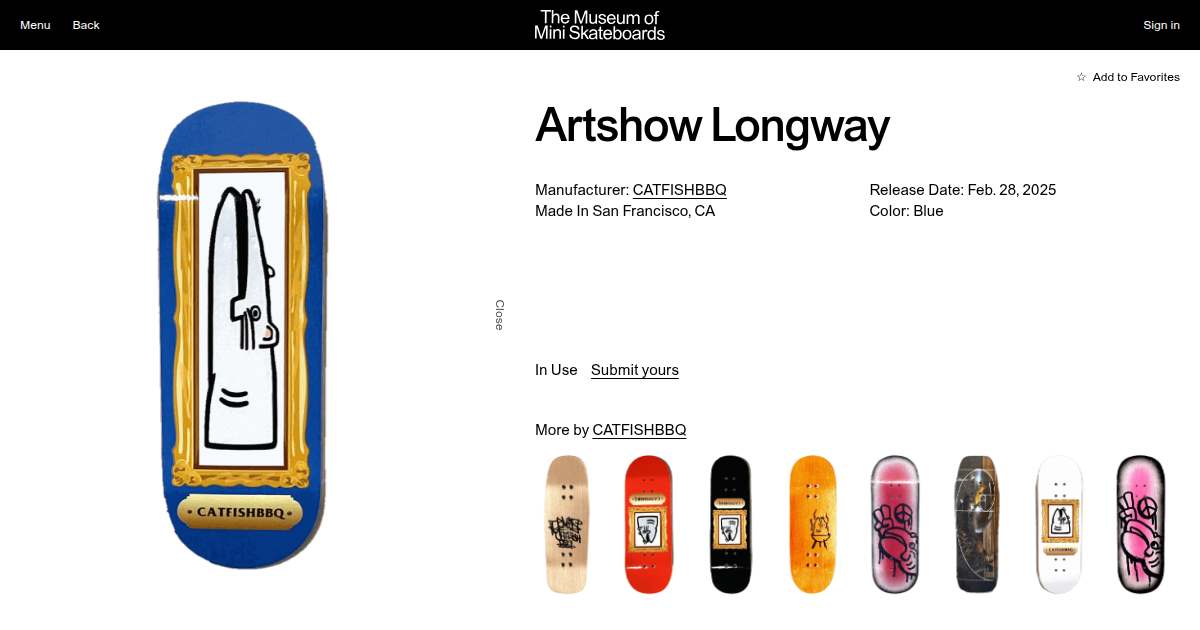 Menu
Back
The Museum of
Mini Skateboards
Sign in
☆ Add to Favorites
Artshow Longway
Manufacturer: CATFISHBBQ
Made In San Francisco, CA
Release Date: Feb. 28, 2025
Color: Blue
Close
• CATFISHBBQ •
In Use
Submit yours
More by CATFISHBBQ